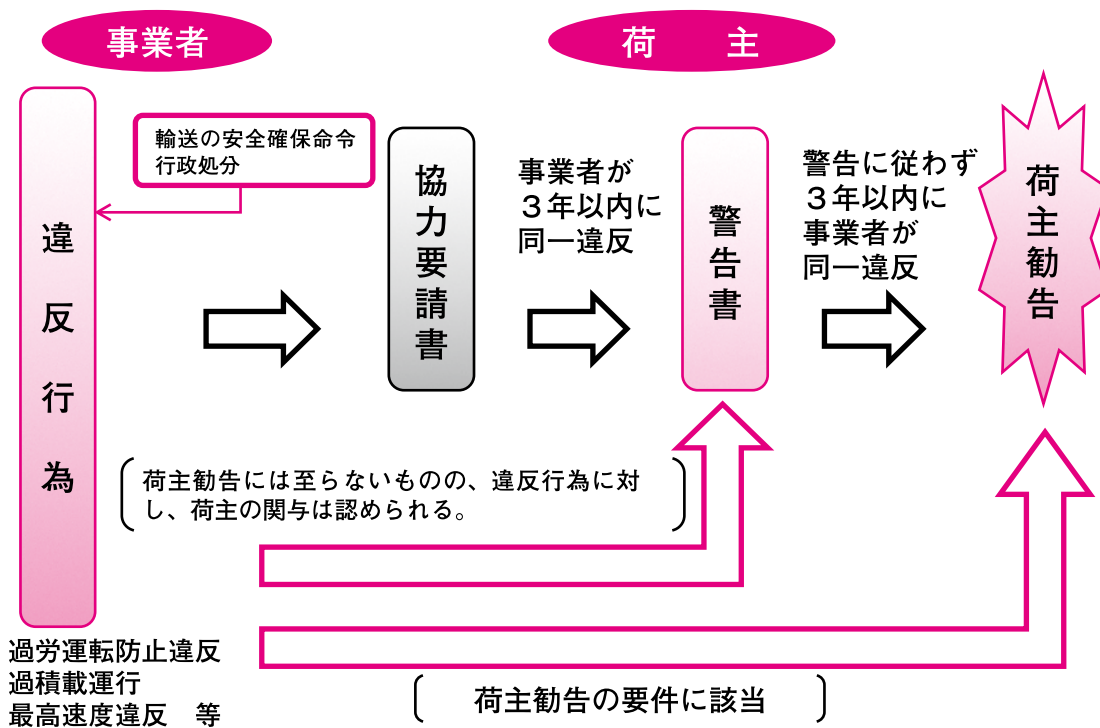 事業者
荷　主
輸送の安全確保命令
行政処分
違反行為
協力要請書
事業者が
３年以内に
同一違反
警告書
警告に従わず
３年以内に
事業者が
同一違反
荷主勧告
荷主勧告には至らないものの、違反行為に対
し、荷主の関与は認められる。
過労運転防止違反
過積載運行
最高速度違反　等
荷主勧告の要件に該当